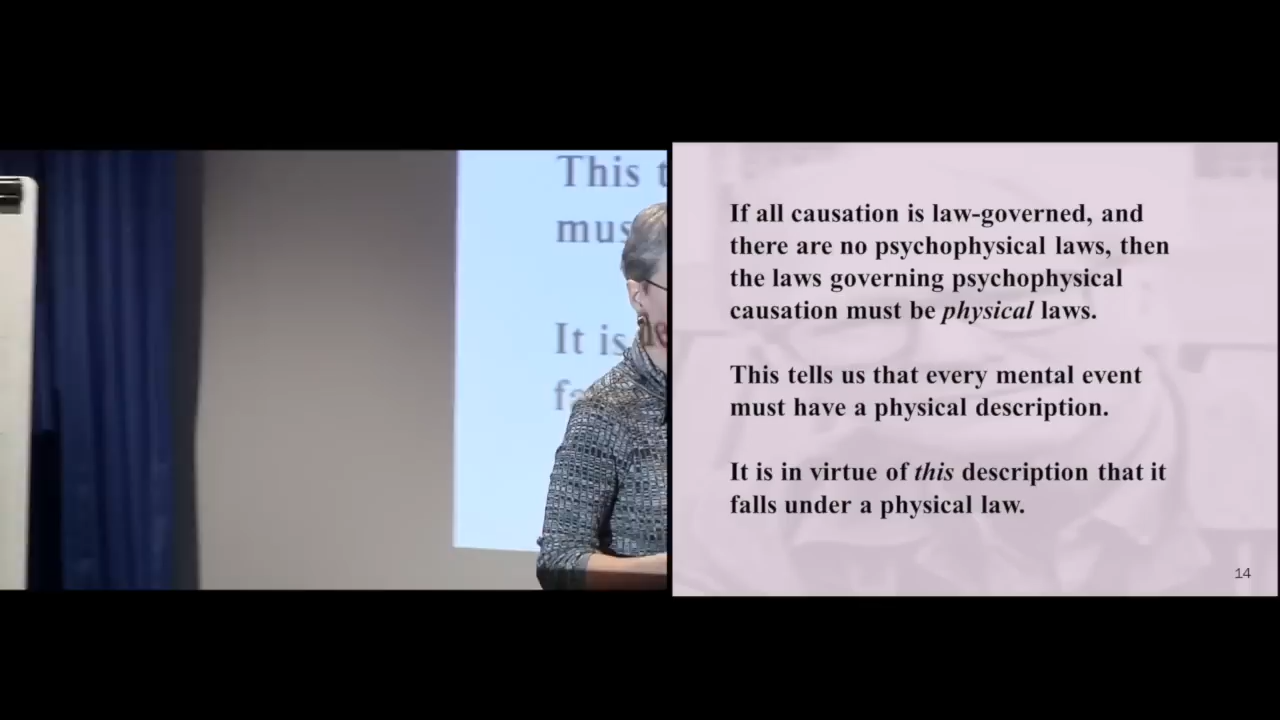 This
mus
It is
If all causation is law-governed, and
there are no psychophysical laws, then
the laws governing psychophysical
causation must be physical laws.
This tells us that every mental event
must have a physical description.
It is in virtue of this description that it
falls under a physical law.
14